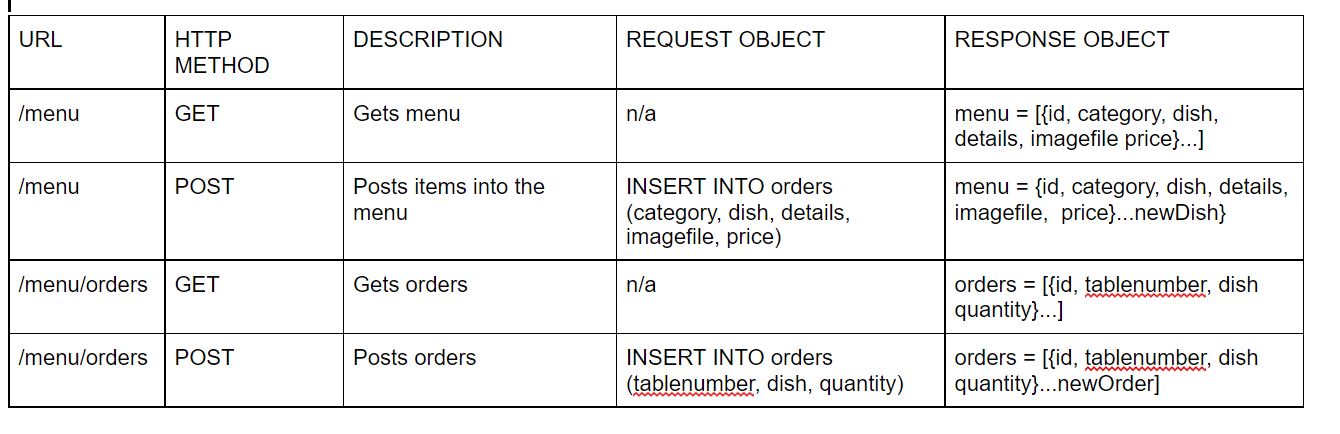 URL
HTTP
METHOD
DESCRIPTION
REQUEST OBJECT
RESPONSE OBJECT
/menu
GET
Gets menu
n/a
menu = [{id, category, dish,
details, imagefile price}...]
/menu
POST
Posts items into the
menu
INSERT INTO orders
(category, dish, details,
imagefile, price)
menu = {id, category, dish, details,
imagefile,  price}...newDish}
/menu/orders
GET
Gets orders
n/a
orders = [{id, tablenumber, dish
quantity}...]
/menu/orders
POST
Posts orders
INSERT INTO orders
(tablenumber, dish, quantity)
orders = [{id, tablenumber, dish
quantity}...newOrder]